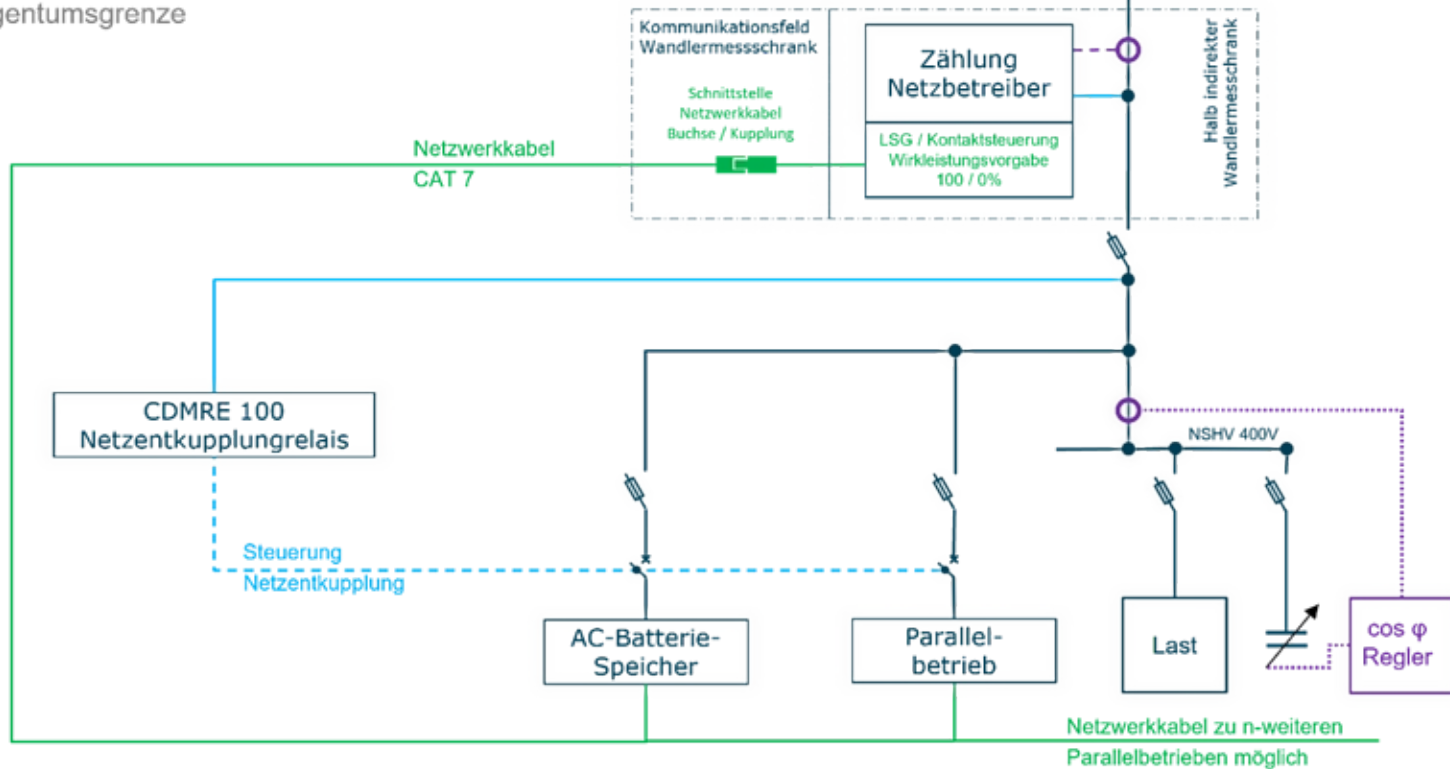 gentumsgrenze
Kommunikationsfeld
Wandlermessschrank
Schnittstelle
Netzwerkkabel
Buchse / Kupplung
Zählung
Netzbetreiber
LSG / Kontaktsteuerung
Wirkleistungsvorgabe
100 / 0%
Halb indirekter
Wandlermesschrank
Netzwerkkabel
CAT 7
CDMRE 100
Netzentkupplungrelais
NSHV 400V
Steuerung
Netzentkupplung
AC-Batterie-
Speicher
Parallel-
betrieb
Last
cos φ
Regler
Netzwerkkabel zu n-weiteren
Parallelbetrieben möglich